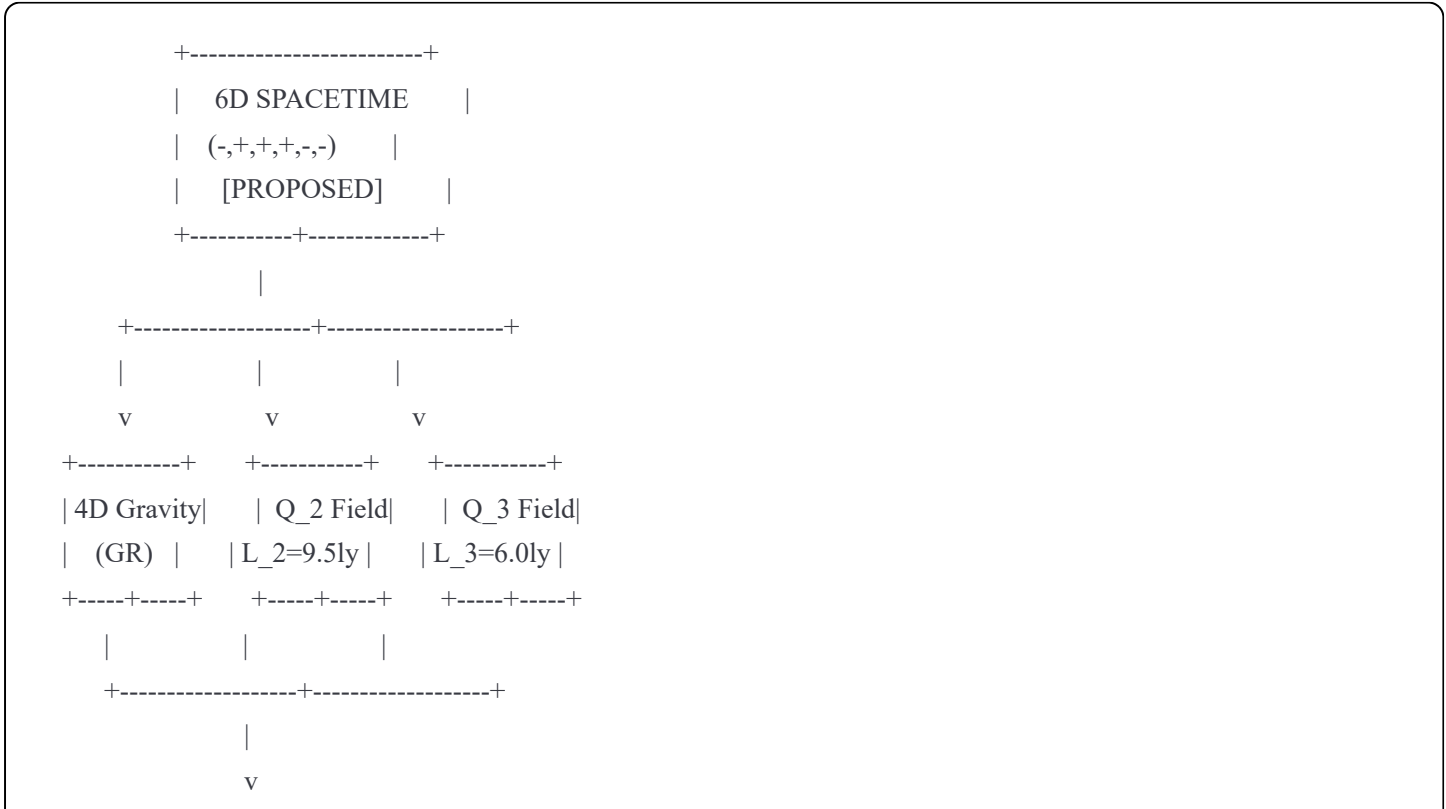 +-------------------------+
| 6D SPACETIME |
| (-,+,+,+,-,-) |
| [PROPOSED] |
+-----------+-------------+
|
+-------------------+-------------------+
| | |
v v v
+-----------+ +-----------+ +-----------+
| 4D Gravity| | Q_2 Field| | Q_3 Field|
| (GR) | | L_2=9.5ly | | L_3=6.0ly |
+-----+-----+ +-----+-----+ +-----+-----+
| | |
+-------------------+-------------------+
|
v